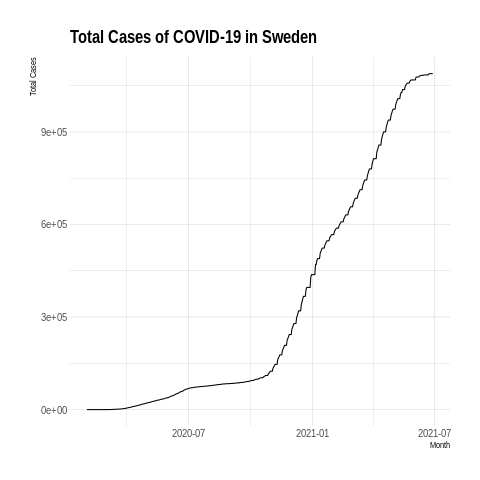 Total Cases of COVID-19 in Sweden
Total Cases
9e+05
6e+05
3e+05
0e+00
2020-07 2021-01 2021-07
Month